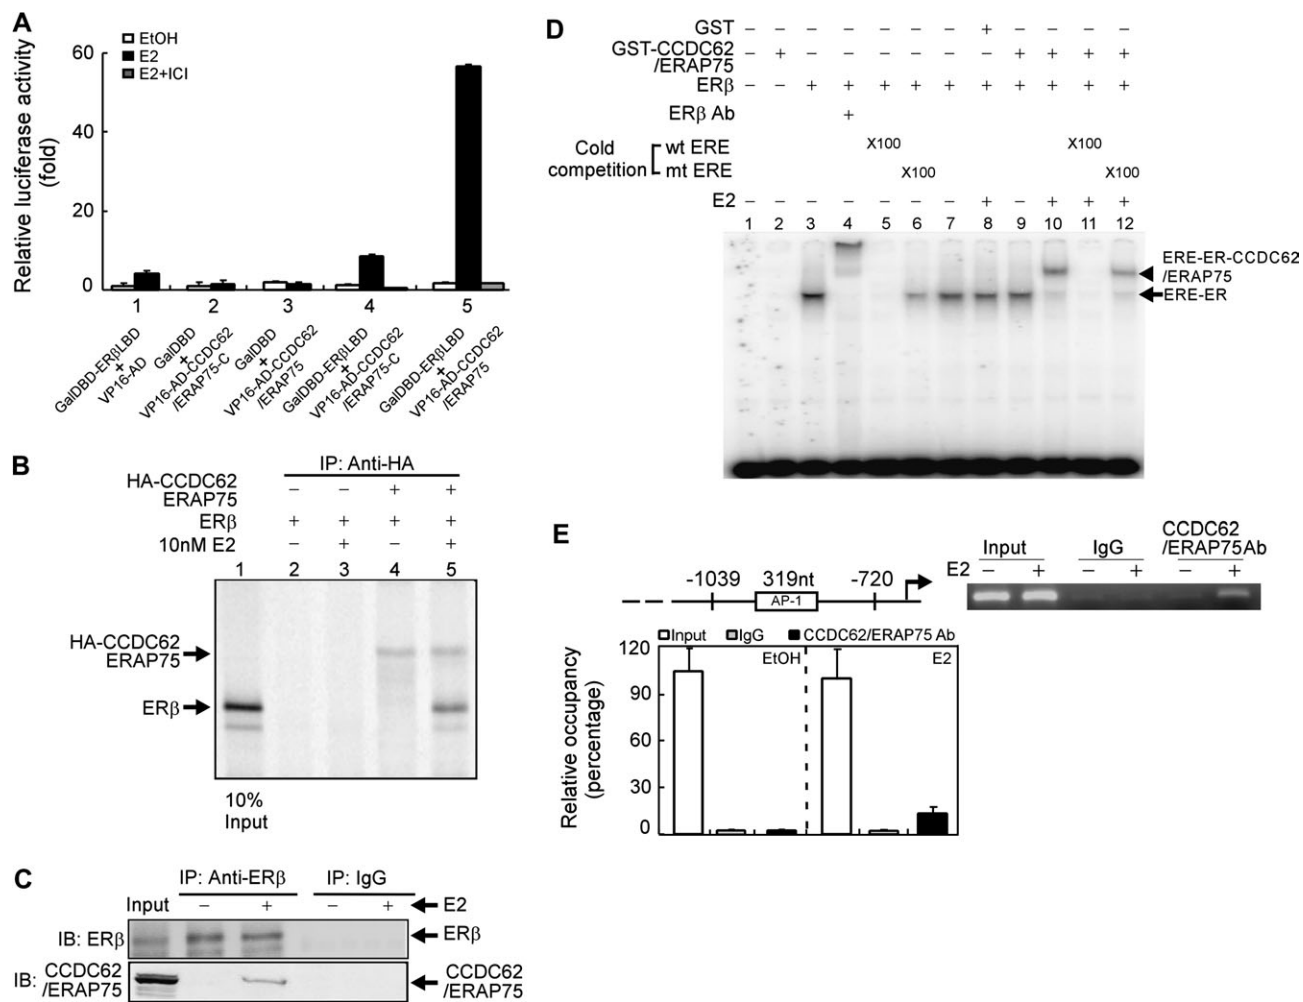 A
Relative luciferase activity
(fold)
EtOH
E2
E2+ICI
60
40
20
0
1 2 3 4 5
GalDBD-ERβLBD
+
VP16-AD
GalDBD
+
VP16-AD-CCDC62
/ERAP75-C
GalDBD
+
VP16-AD-CCDC62
/ERAP75
GalDBD-ERβLBD
+
VP16-AD-CCDC62
/ERAP75-C
GalDBD-ERβLBD
+
VP16-AD-CCDC62
/ERAP75
B
IP: Anti-HA
HA-CCDC62
ERAP75
– – + +
ERβ + + + +
10nM E2 – + – +
1 2 3 4 5
HA-CCDC62
ERAP75
ERβ
10%
Input
C
IP: Anti-ERβ IP: IgG
Input – + – + E2
IB: ERβ ERβ
IB: CCDC62
/ERAP75
CCDC62
/ERAP75
D
GST – – – – – – – + – – – –
GST-CCDC62
/ERAP75
– + – – – – – – + + + +
ERβ – – + + + + + + + + + +
ERβ Ab +
Cold
competition
wt ERE X100 X100
mt ERE X100 X100
E2 – – – – – – – + – + + +
1 2 3 4 5 6 7 8 9 10 11 12
ERE-ER-CCDC62
/ERAP75
ERE-ER
E
-1039 319nt -720
AP-1
Input IgG CCDC62
/ERAP75Ab
E2 – + – + – +
Input IgG CCDC62/ERAP75 Ab
EtOH E2
Relative occupancy
(percentage)
120
90
60
30
0